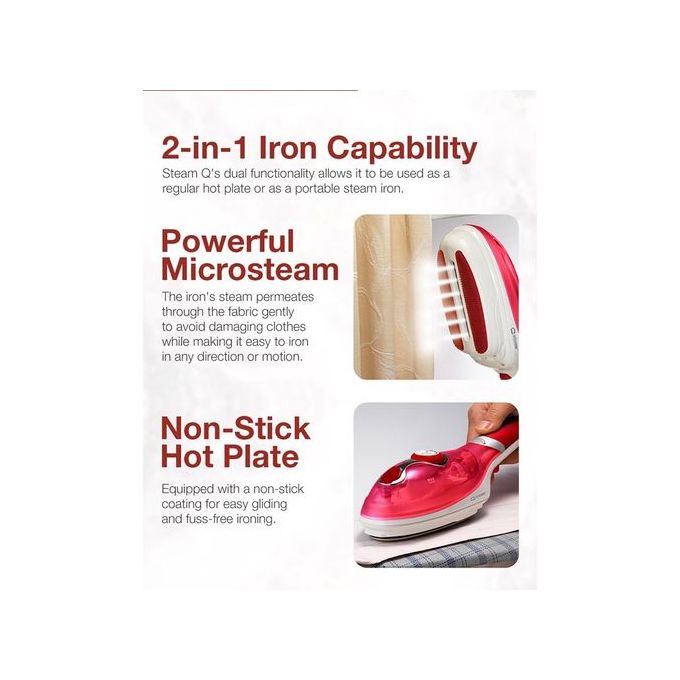 2-in-1 Iron Capability
Steam Q's dual functionality allows it to be used as a
regular hot plate or as a portable steam iron.
Powerful
Microsteam
The iron's steam permeates
through the fabric gently
to avoid damaging clothes
while making it easy to iron
in any direction or motion.
Non-Stick
Hot Plate
Equipped with a non-stick
coating for easy gliding
and fuss-free ironing.